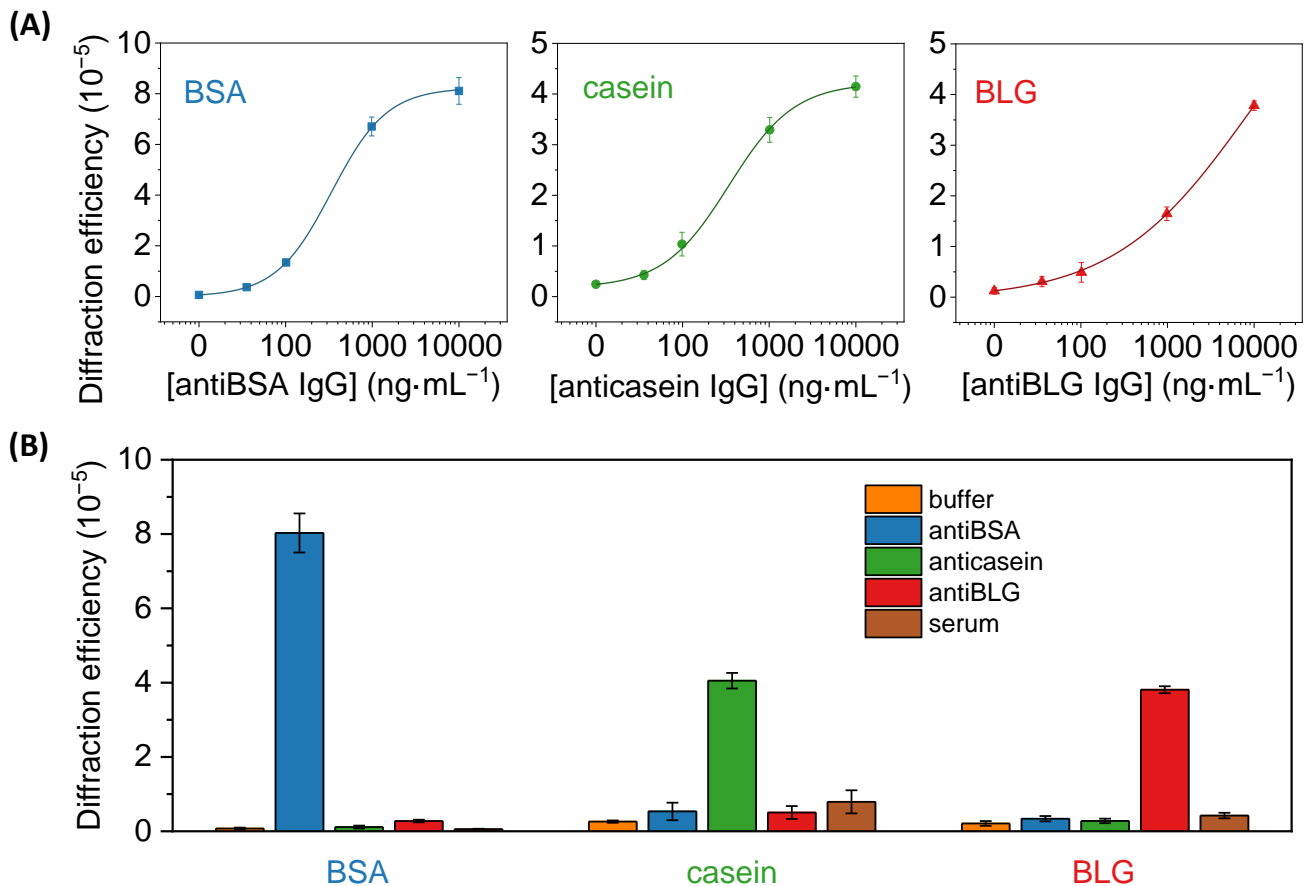 (A)
Diffraction efficiency (10⁻⁵)
10
8
6
4
2
0
BSA
0 100 1000 10000
[antiBSA IgG] (ng·mL⁻¹)
5
4
3
2
1
0
casein
0 100 1000 10000
[anticasein IgG] (ng·mL⁻¹)
5
4
3
2
1
0
BLG
0 100 1000 10000
[antiBLG IgG] (ng·mL⁻¹)
(B)
Diffraction efficiency (10⁻⁵)
10
8
6
4
2
0
buffer
antiBSA
anticasein
antiBLG
serum
BSA casein BLG